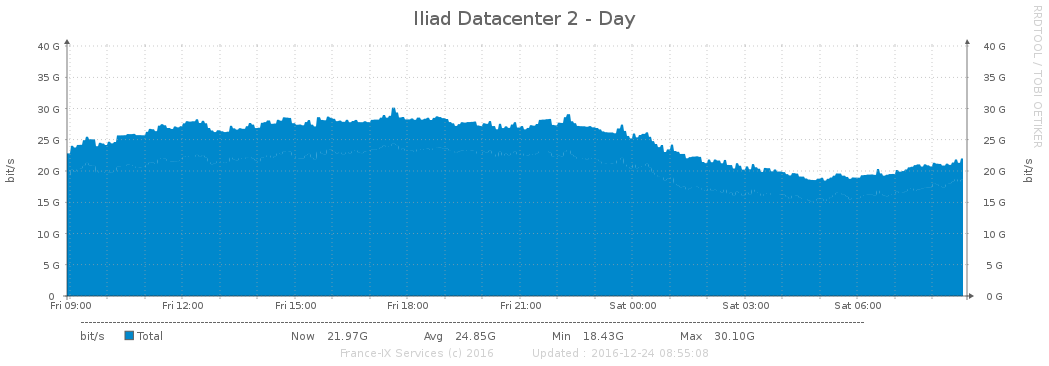 Iliad Datacenter 2 - Day
RRDTOOL / TOBI OETIKER
bit/s
40 G 40 G
35 G 35 G
30 G 30 G
25 G 25 G
20 G 20 G
15 G 15 G
10 G 10 G
5 G 5 G
0 0 G
bit/s
Fri 09:00 Fri 12:00 Fri 15:00 Fri 18:00 Fri 21:00 Sat 00:00 Sat 03:00 Sat 06:00
bit/s Total Now 21.97G Avg 24.85G Min 18.43G Max 30.10G
France-IX Services (c) 2016 Updated : 2016-12-24 08:55:08